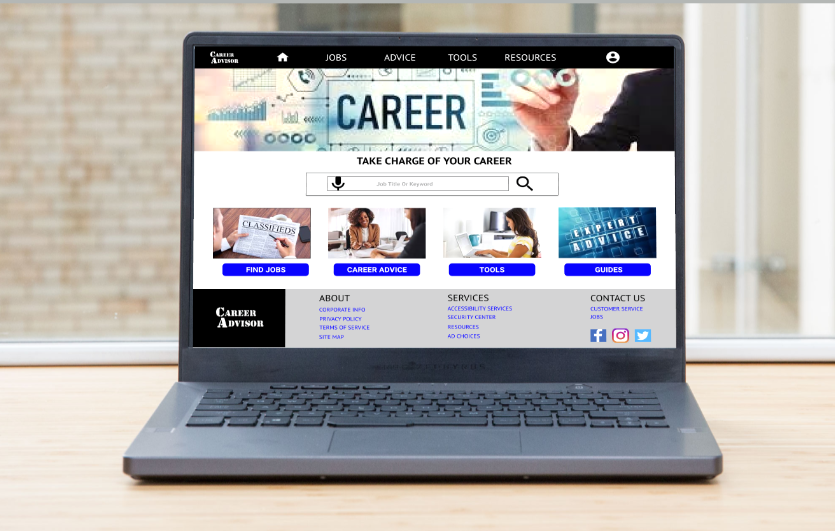 CAREER
ADVISOR
JOBS
ADVICE
TOOLS
RESOURCES
CAREER
TAKE CHARGE OF YOUR CAREER
Job Title Or Keyword
CLASSIFIEDS
EXPERT
ADVICE
FIND JOBS
CAREER ADVICE
TOOLS
GUIDES
CAREER
ADVISOR
ABOUT
CORPORATE INFO
PRIVACY POLICY
TERMS OF SERVICE
SITE MAP
SERVICES
ACCESSIBILITY SERVICES
SECURITY CENTER
RESOURCES
AD CHOICES
CONTACT US
CUSTOMER SERVICE
JOBS